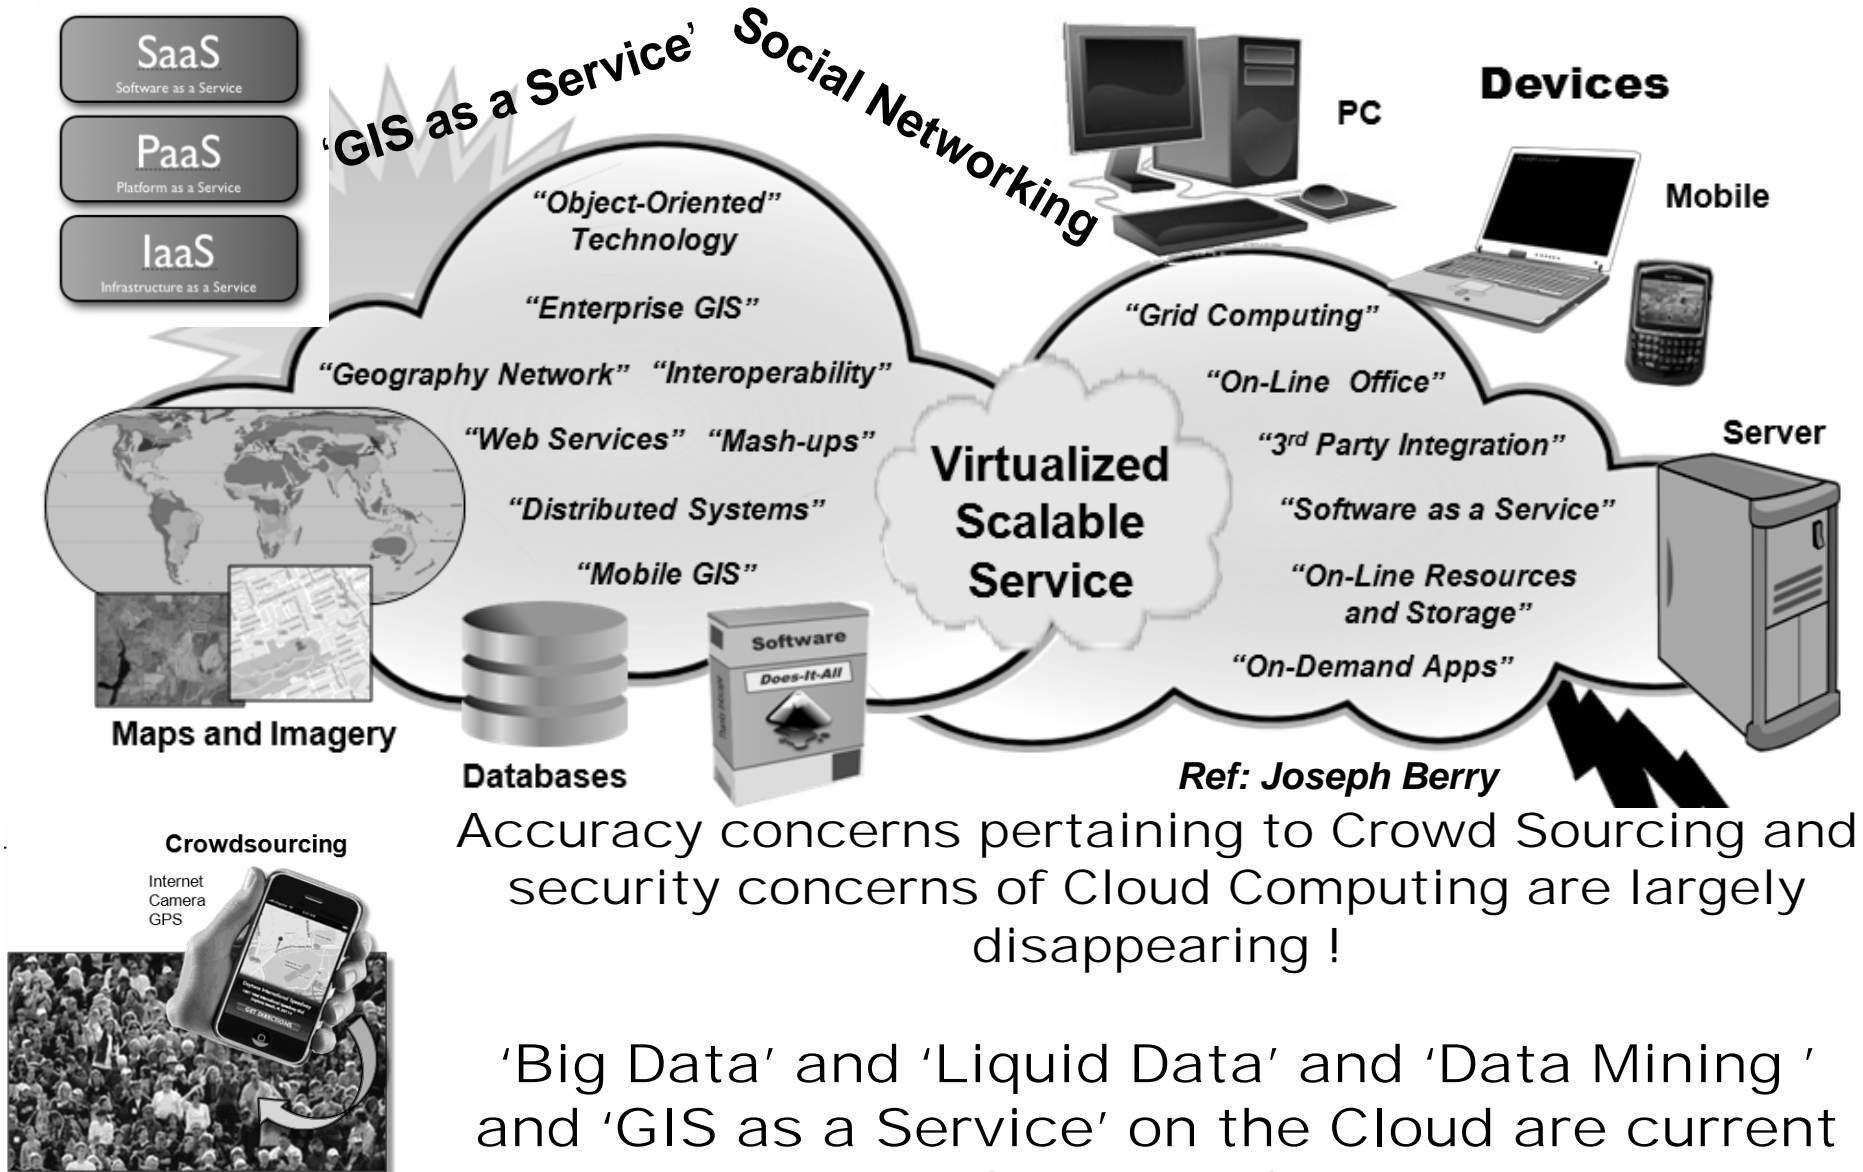 SaaS
Software as a Service
PaaS
Platform as a Service
IaaS
Infrastructure as a Service
‘GIS as a Service’
Social Networking
Devices
PC
Mobile
Server
“Object-Oriented”
Technology
“Enterprise GIS”
“Geography Network” “Interoperability”
“Web Services” “Mash-ups”
“Distributed Systems”
“Mobile GIS”
Virtualized
Scalable
Service
“Grid Computing”
“On-Line Office”
“3rd Party Integration”
“Software as a Service”
“On-Line Resources
and Storage”
“On-Demand Apps”
Maps and Imagery
Databases
Software
Does-It-All
Ref: Joseph Berry
Crowdsourcing
Internet
Camera
GPS
GET DIRECTIONS
Accuracy concerns pertaining to Crowd Sourcing and
security concerns of Cloud Computing are largely
disappearing !
‘Big Data’ and ‘Liquid Data’ and ‘Data Mining ’
and ‘GIS as a Service’ on the Cloud are current